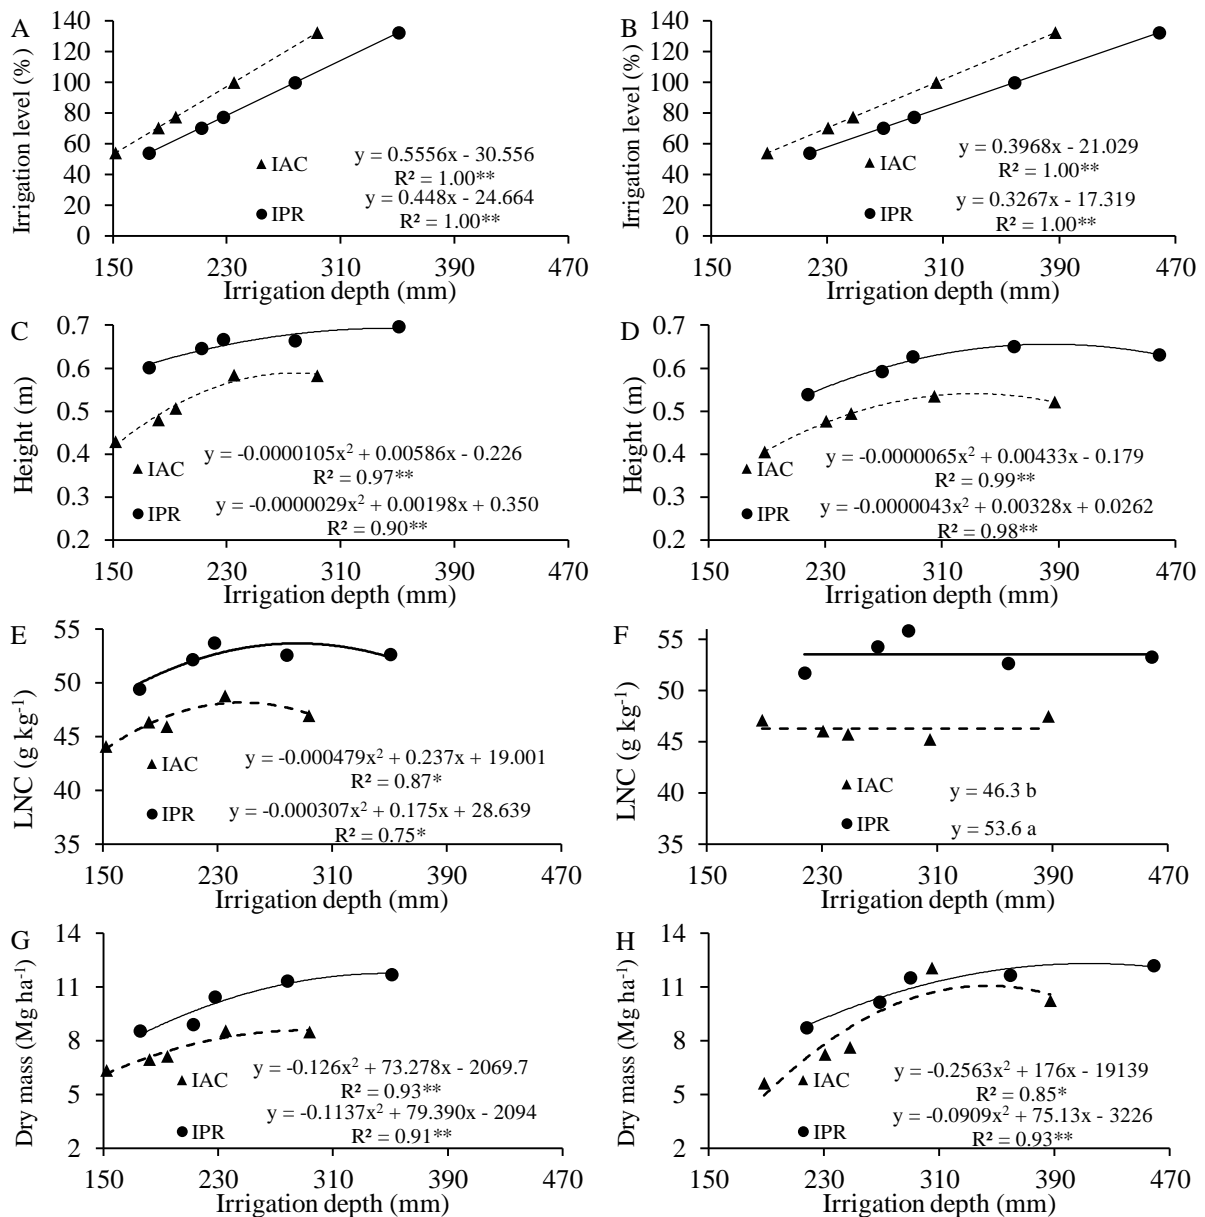 A
Irrigation level (%)
140
120
100
80
60
40
20
0
IAC
y = 0.5556x - 30.556
R² = 1.00**
IPR
y = 0.448x - 24.664
R² = 1.00**
150 230 310 390 470
Irrigation depth (mm)
B
Irrigation level (%)
140
120
100
80
60
40
20
0
IAC
y = 0.3968x - 21.029
R² = 1.00**
IPR
y = 0.3267x - 17.319
R² = 1.00**
150 230 310 390 470
Irrigation depth (mm)
C
Height (m)
0.7
0.6
0.5
0.4
0.3
0.2
IAC
y = -0.0000105x² + 0.00586x - 0.226
R² = 0.97**
IPR
y = -0.0000029x² + 0.00198x + 0.350
R² = 0.90**
150 230 310 390 470
Irrigation depth (mm)
D
Height (m)
0.7
0.6
0.5
0.4
0.3
0.2
IAC
y = -0.0000065x² + 0.00433x - 0.179
R² = 0.99**
IPR
y = -0.0000043x² + 0.00328x + 0.0262
R² = 0.98**
150 230 310 390 470
Irrigation depth (mm)
E
LNC (g kg⁻¹)
55
50
45
40
35
IAC
y = -0.000479x² + 0.237x + 19.001
R² = 0.87*
IPR
y = -0.000307x² + 0.175x + 28.639
R² = 0.75*
150 230 310 390 470
Irrigation depth (mm)
F
LNC (g kg⁻¹)
55
50
45
40
35
IAC
y = 46.3 b
IPR
y = 53.6 a
150 230 310 390 470
Irrigation depth (mm)
G
Dry mass (Mg ha⁻¹)
14
11
8
5
2
IAC
y = -0.126x² + 73.278x - 2069.7
R² = 0.93**
IPR
y = -0.1137x² + 79.390x - 2094
R² = 0.91**
150 230 310 390 470
Irrigation depth (mm)
H
Dry mass (Mg ha⁻¹)
14
11
8
5
2
IAC
y = -0.2563x² + 176x - 19139
R² = 0.85*
IPR
y = -0.0909x² + 75.13x - 3226
R² = 0.93**
150 230 310 390 470
Irrigation depth (mm)